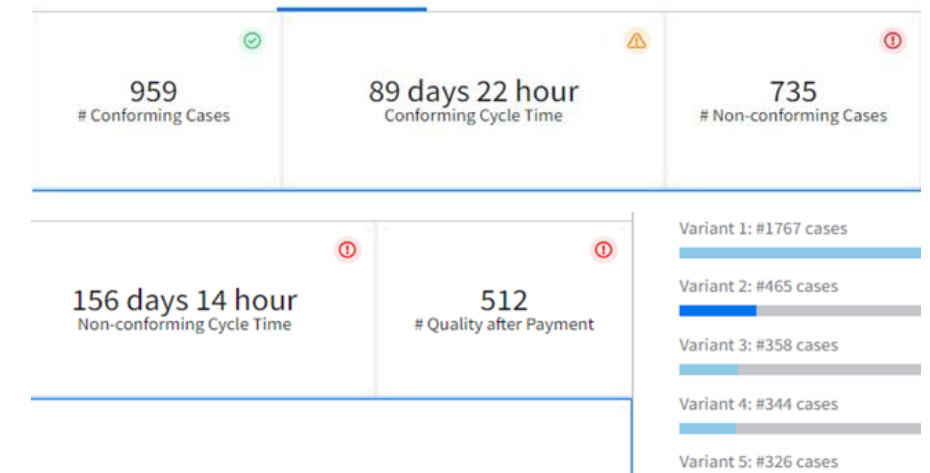 959
# Conforming Cases
89 days 22 hour
Conforming Cycle Time
735
# Non-conforming Cases
156 days 14 hour
Non-conforming Cycle Time
512
# Quality after Payment
Variant 1: #1767 cases
Variant 2: #465 cases
Variant 3: #358 cases
Variant 4: #344 cases
Variant 5: #326 cases